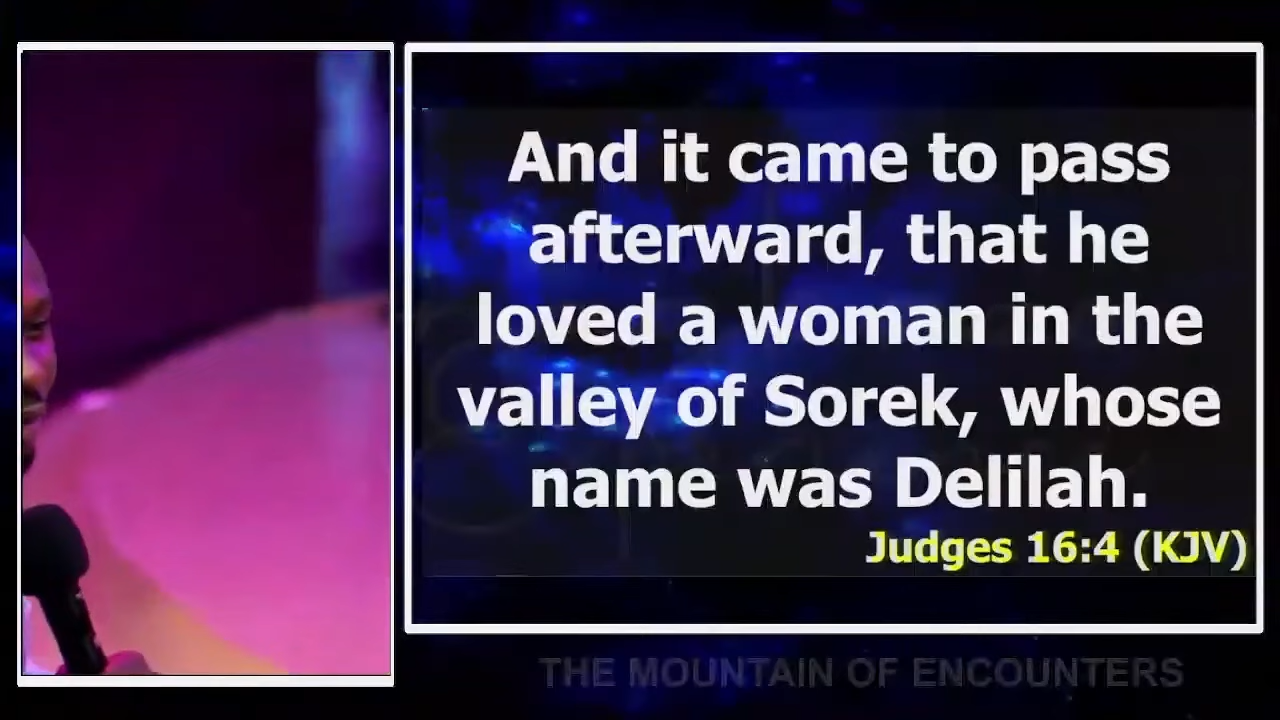 And it came to pass
afterward, that he
loved a woman in the
valley of Sorek, whose
name was Delilah.
Judges 16:4 (KJV)
THE MOUNTAIN OF ENCOUNTERS